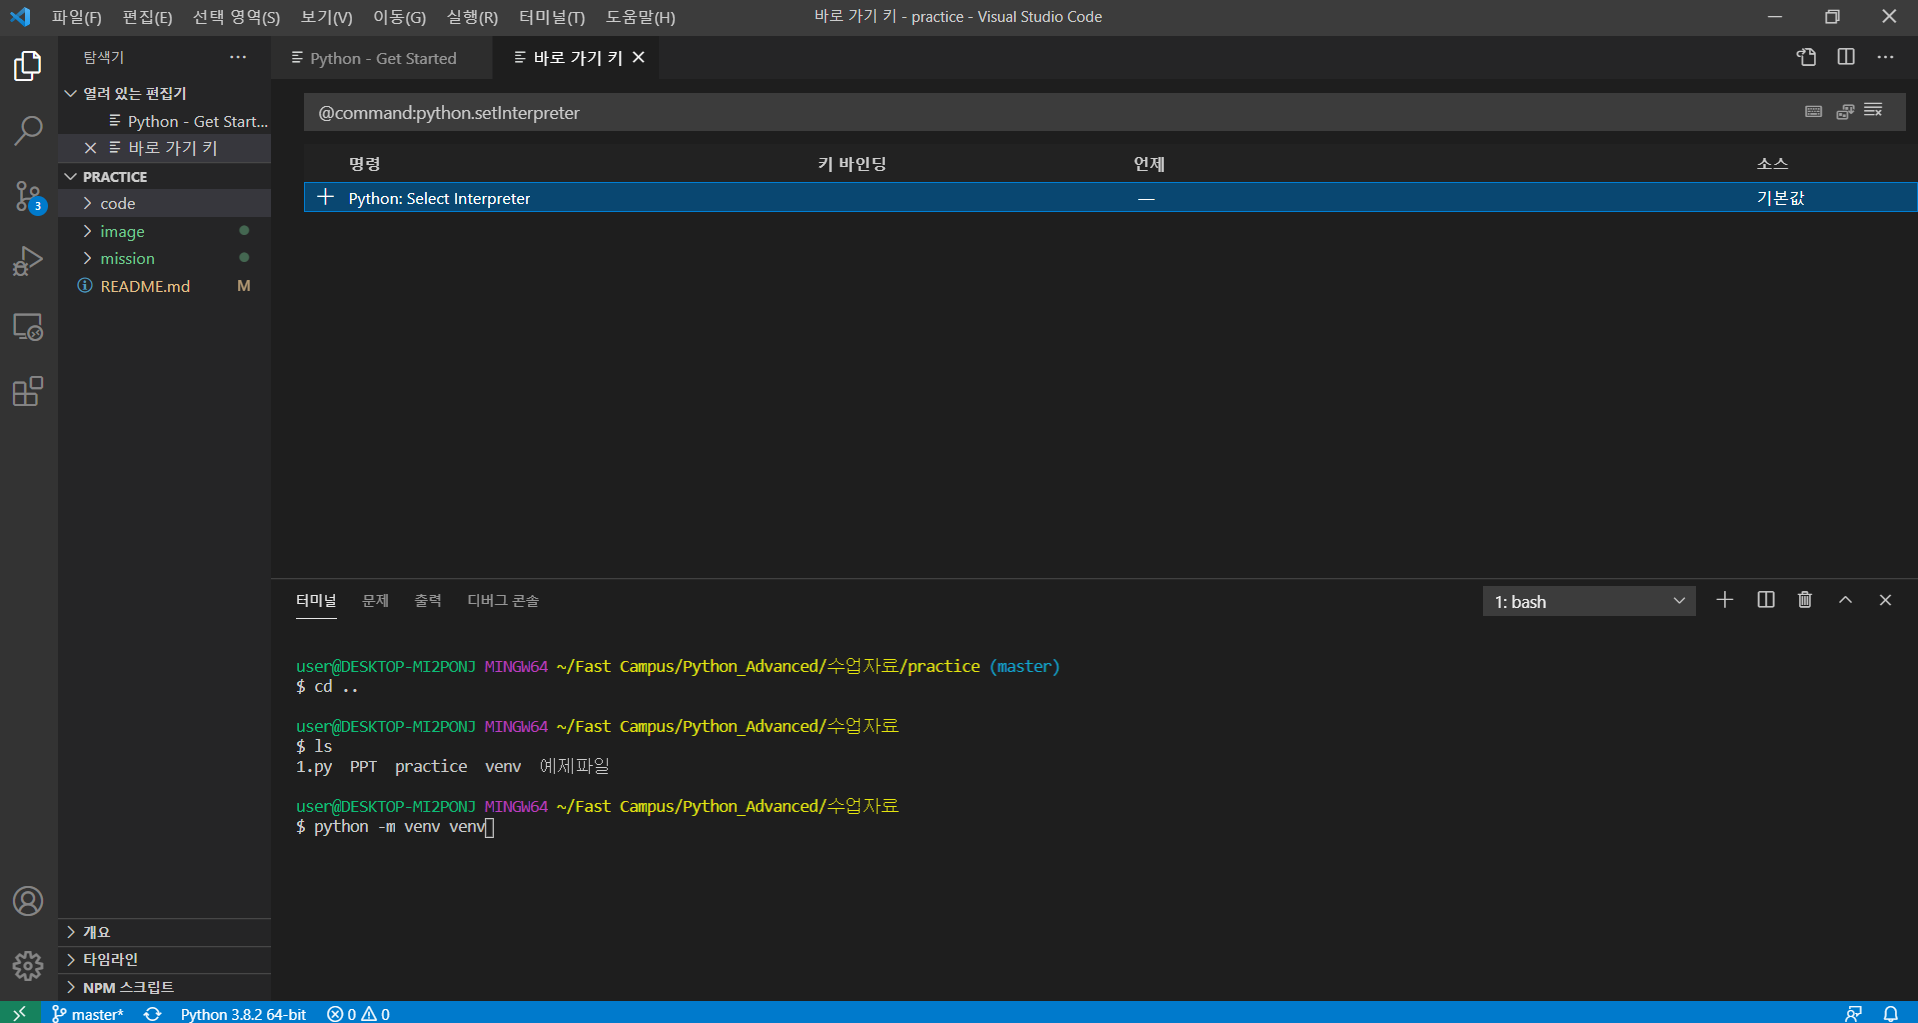 파일(F) 편집(E) 선택 영역(S) 보기(V) 이동(G) 실행(R) 터미널(T) 도움말(H) 바로 가기 키 - practice - Visual Studio Code
탐색기
Python - Get Started
바로 가기 키
열려 있는 편집기
Python - Get Start...
바로 가기 키
PRACTICE
code
image
mission
README.md M
3
@command:python.setInterpreter
명령 키 바인딩 언제 소스
Python: Select Interpreter — 기본값
터미널 문제 출력 디버그 콘솔 1: bash
user@DESKTOP-MI2PONJ MINGW64 ~/Fast Campus/Python_Advanced/수업자료/practice (master)
$ cd ..
user@DESKTOP-MI2PONJ MINGW64 ~/Fast Campus/Python_Advanced/수업자료
$ ls
1.py PPT practice venv 예제파일
user@DESKTOP-MI2PONJ MINGW64 ~/Fast Campus/Python_Advanced/수업자료
$ python -m venv venv
개요
타임라인
NPM 스크립트
master* Python 3.8.2 64-bit 0 0